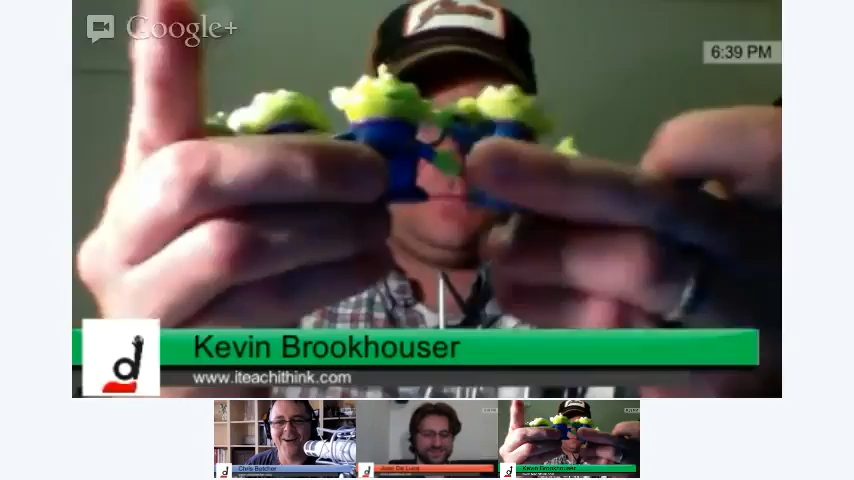 Google+
6:39 PM
Kevin Brookhouser
www.iteachithink.com
d
Chris Betcher
Kevin Brookhouser